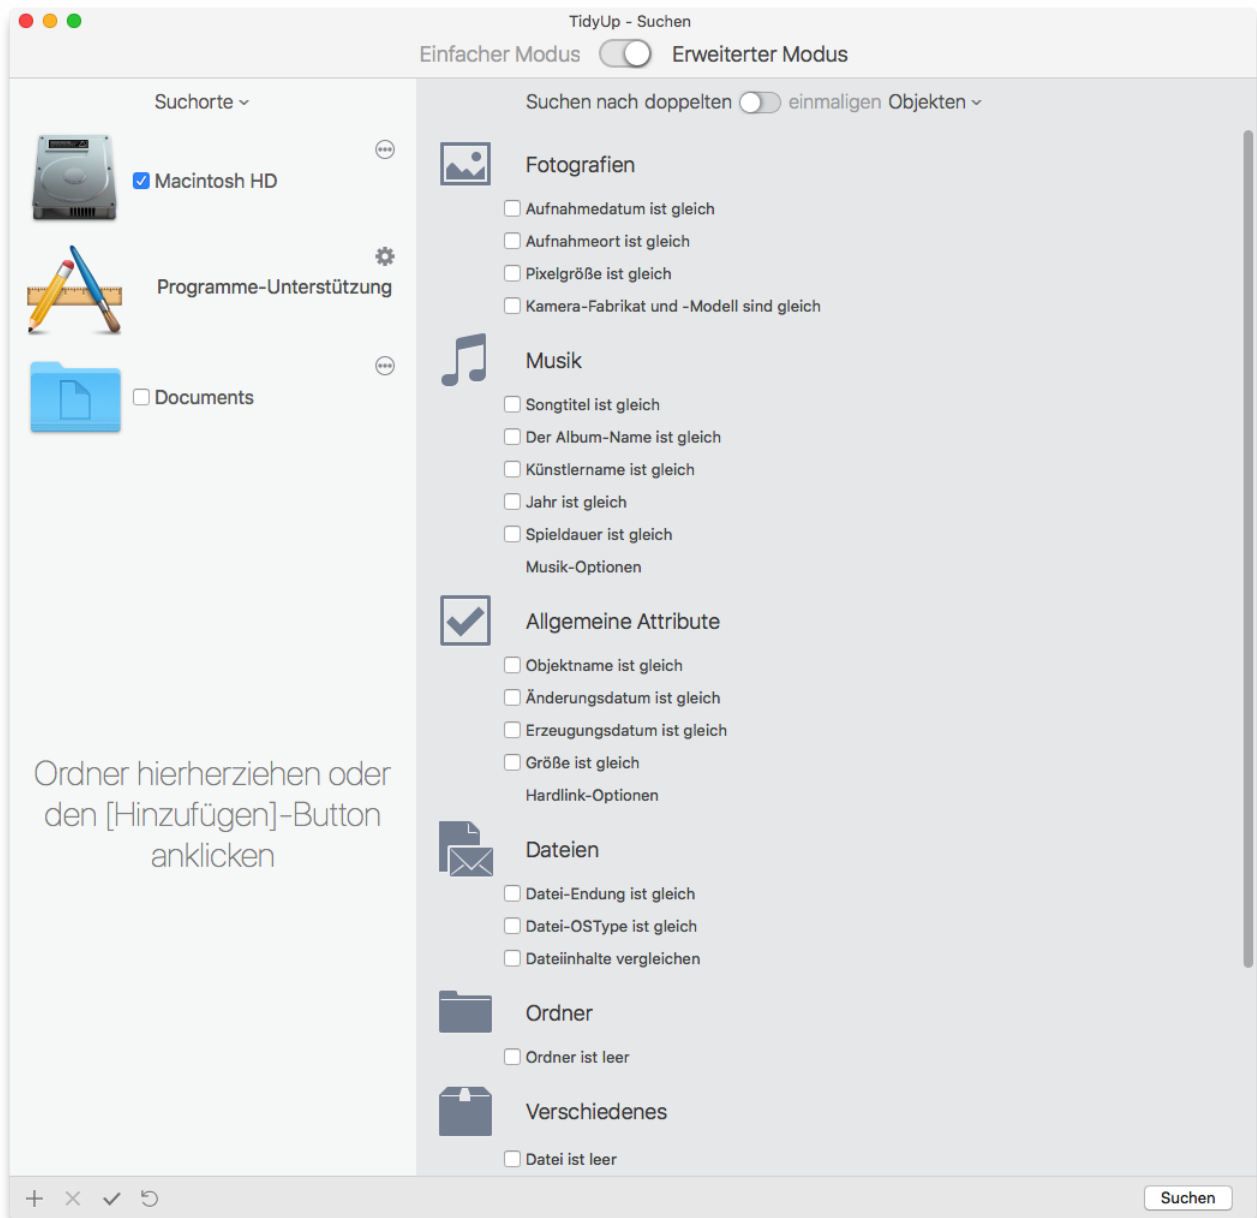 TidyUp - Suchen
Einfacher Modus Erweiterter Modus
Suchorte
Macintosh HD
Programme-Unterstützung
Documents
Ordner hierherziehen oder
den [Hinzufügen]-Button
anklicken
Suchen nach doppelten einmaligen Objekten
Fotografien
Aufnahmedatum ist gleich
Aufnahmeort ist gleich
Pixelgröße ist gleich
Kamera-Fabrikat und -Modell sind gleich
Musik
Songtitel ist gleich
Der Album-Name ist gleich
Künstlername ist gleich
Jahr ist gleich
Spieldauer ist gleich
Musik-Optionen
Allgemeine Attribute
Objektname ist gleich
Änderungsdatum ist gleich
Erzeugungsdatum ist gleich
Größe ist gleich
Hardlink-Optionen
Dateien
Datei-Endung ist gleich
Datei-OSType ist gleich
Dateiinhalte vergleichen
Ordner
Ordner ist leer
Verschiedenes
Datei ist leer
Suchen